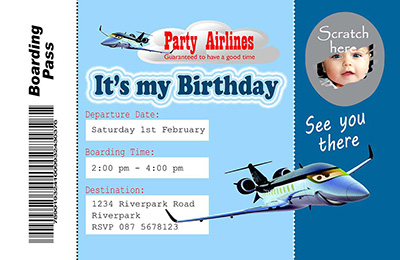 Boarding
Pass
Party Airlines
Guaranteed to have a good time
It's my Birthday
Departure Date:
Saturday 1st February
Boarding Time:
2:00 pm - 4:00 pm
Destination:
1234 Riverpark Road
Riverpark
RSVP 087 5678123
Scratch
here
See you
there